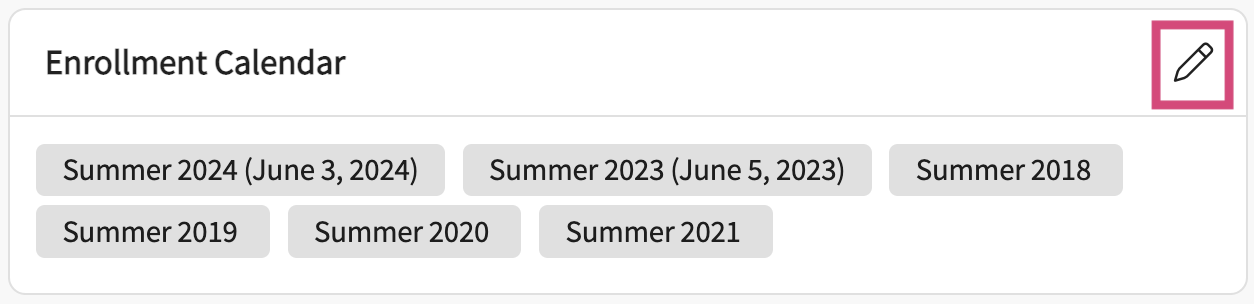 Enrollment Calendar
Summer 2024 (June 3, 2024) Summer 2023 (June 5, 2023) Summer 2018
Summer 2019 Summer 2020 Summer 2021